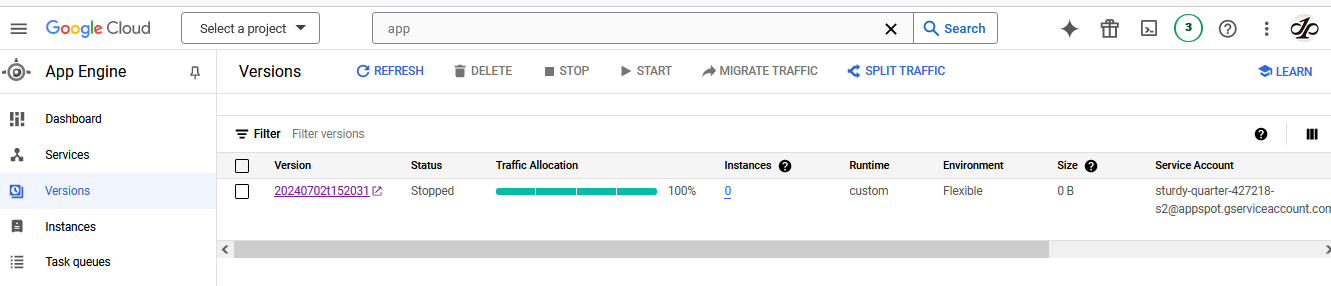 Google Cloud Select a project app Search 3
App Engine Versions REFRESH DELETE STOP START MIGRATE TRAFFIC SPLIT TRAFFIC LEARN
Dashboard
Services
Versions
Instances
Task queues
Filter Filter versions
Version Status Traffic Allocation Instances Runtime Environment Size Service Account
20240702t152031 Stopped 100% 0 custom Flexible 0 B sturdy-quarter-427218-
s2@appspot.gserviceaccount.com